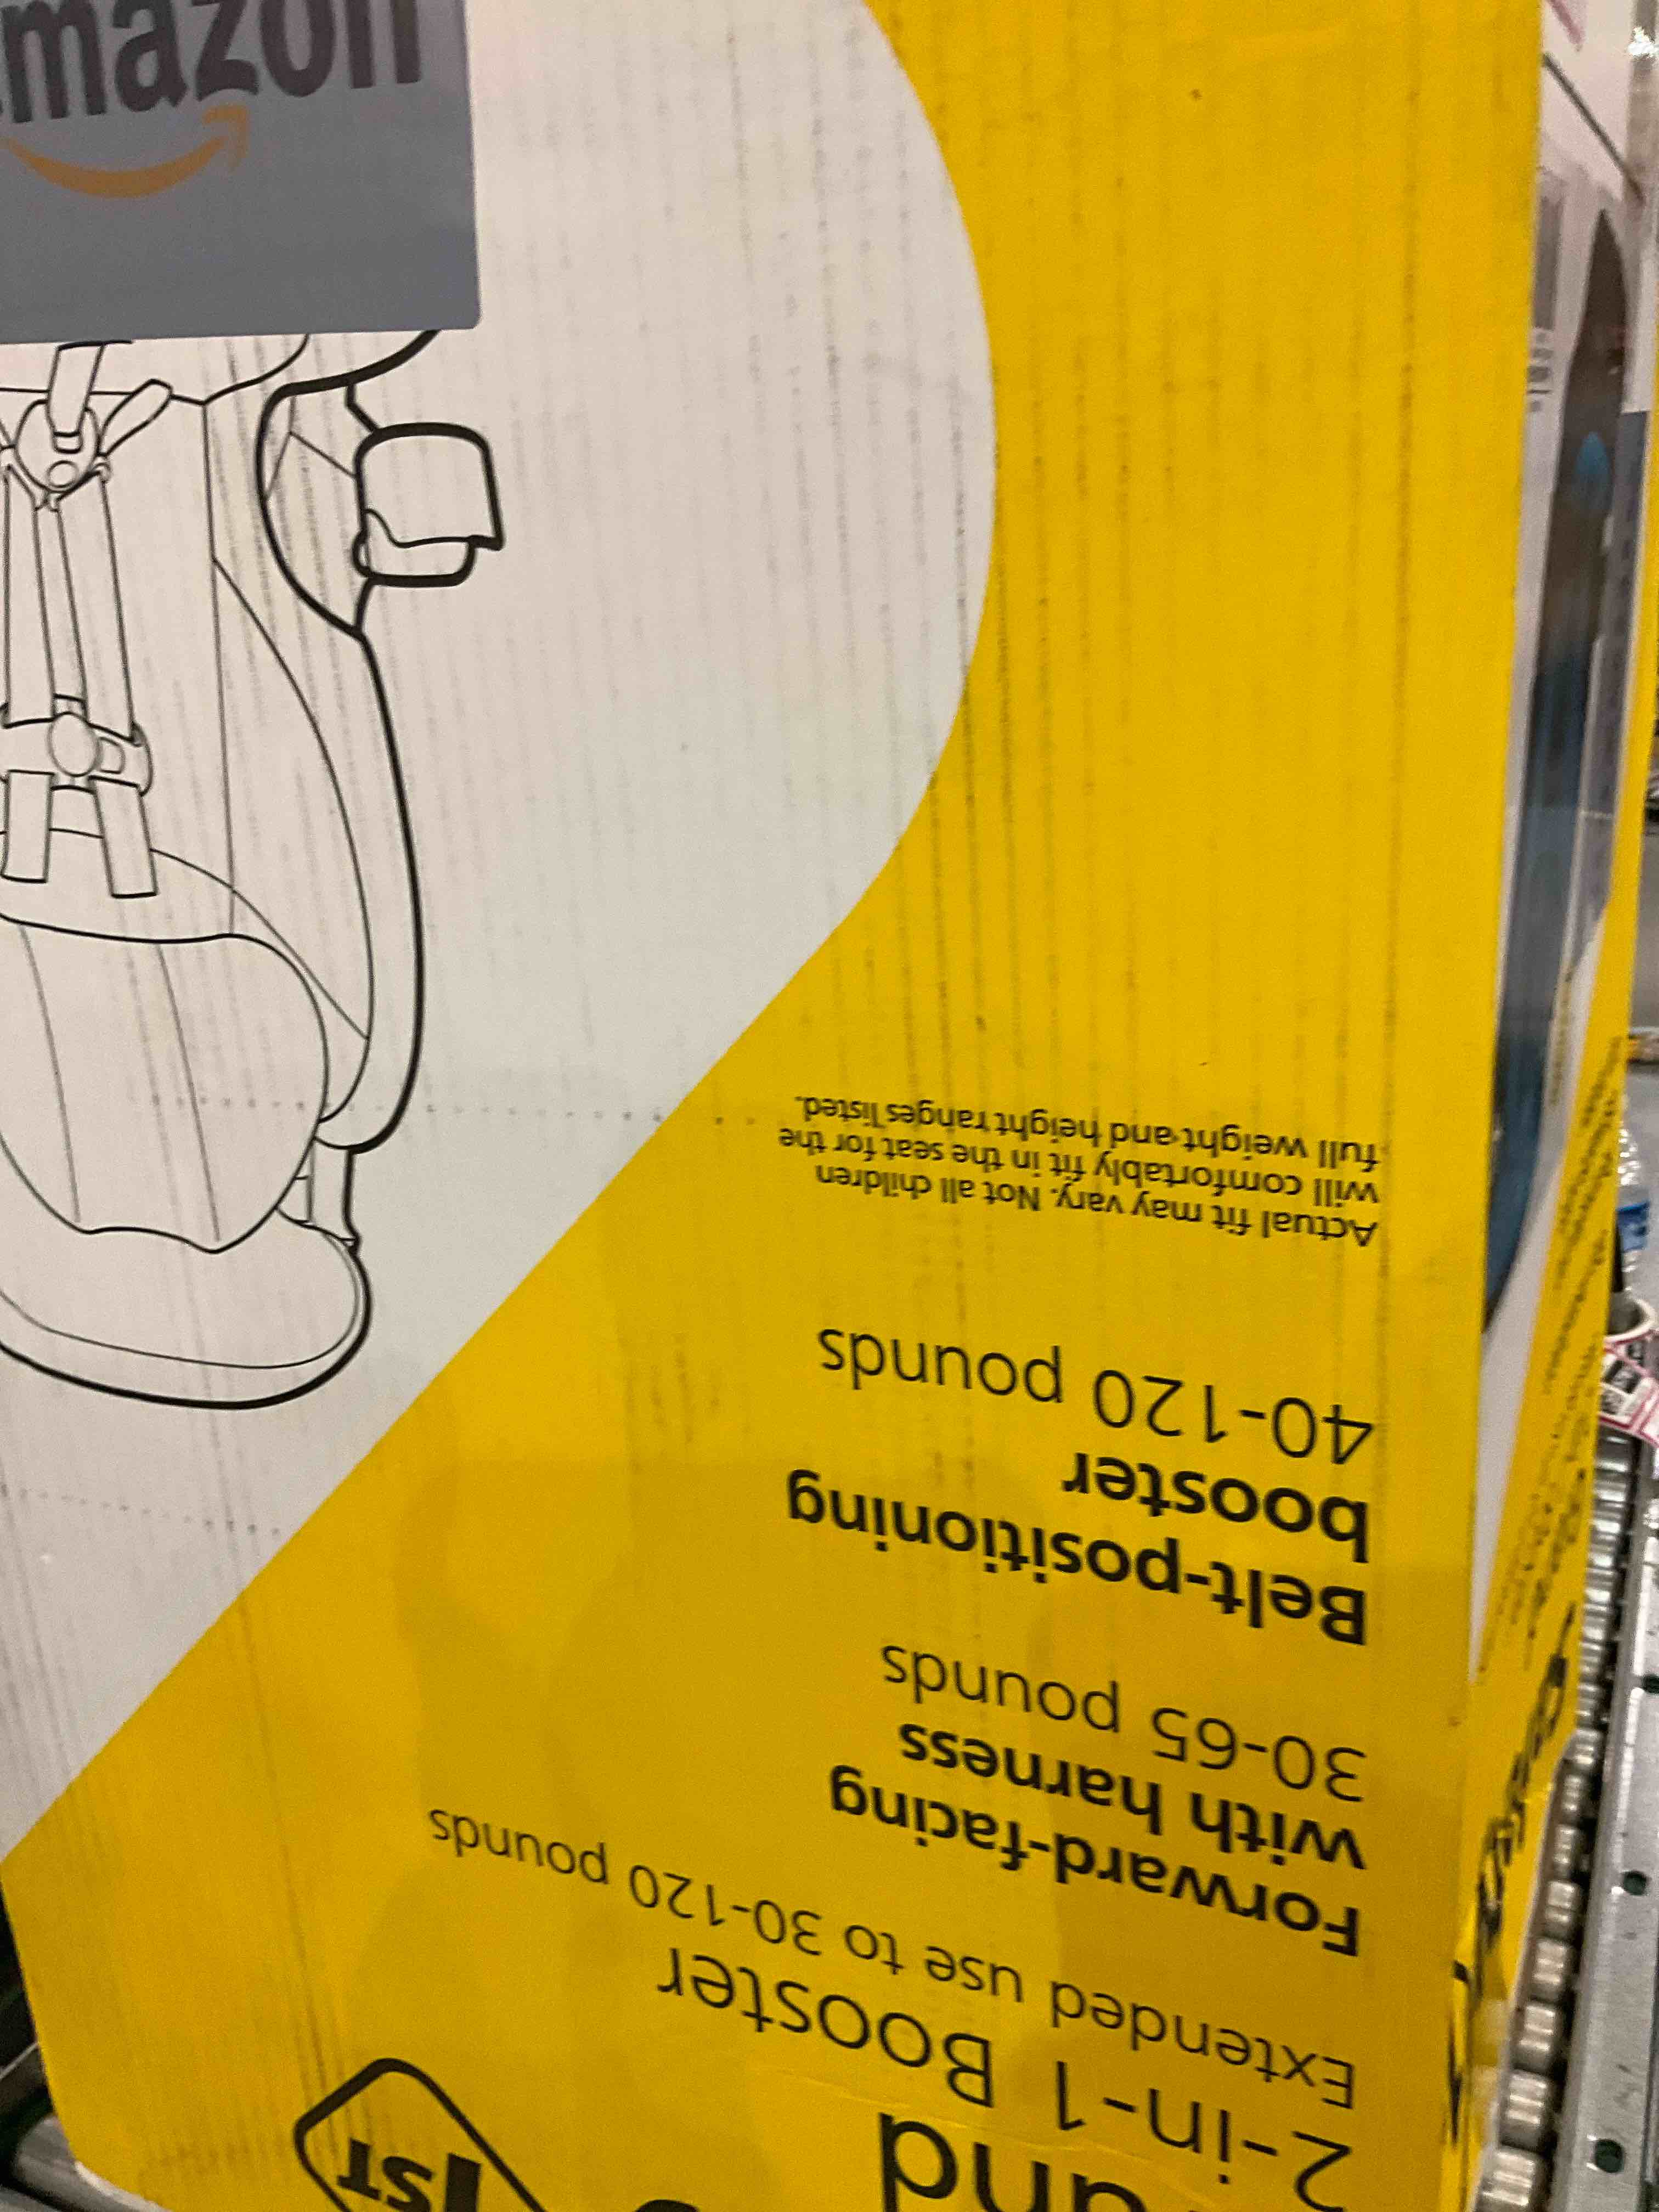 1ST
2-in-1 Booster
Extended use to 30-120 pounds
Forward-facing
with harness
30-65 pounds
Belt-positioning
booster
40-120 pounds
Actual fit may vary. Not all children
will comfortably fit in the seat for the
full weight and height ranges listed.
mazon